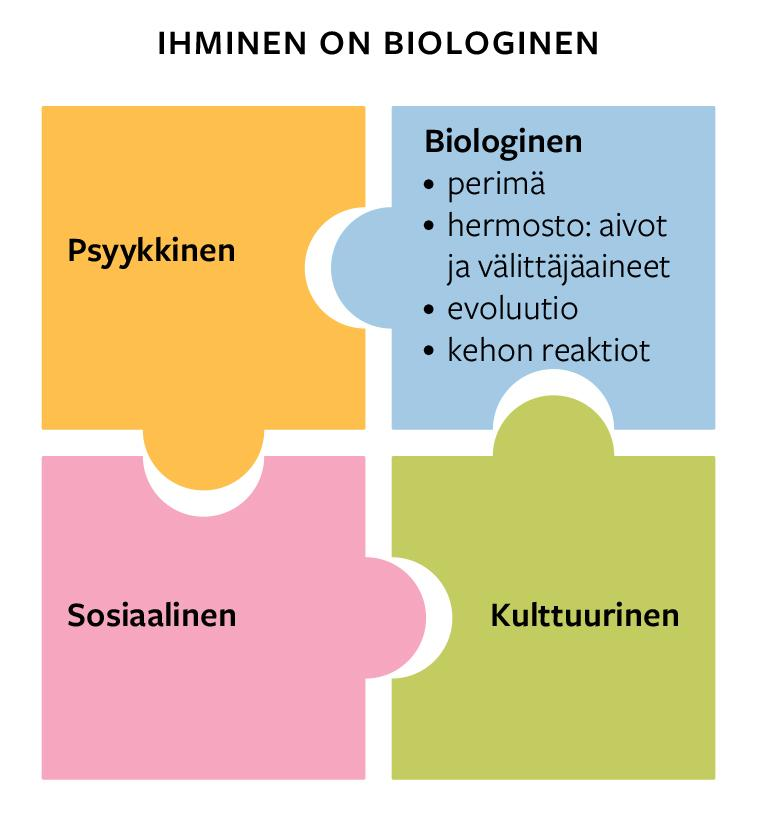 IHMINEN ON BIOLOGINEN
Psyykkinen
Biologinen
• perimä
• hermosto: aivot
ja välittäjäaineet
• evoluutio
• kehon reaktiot
Sosiaalinen
Kulttuurinen